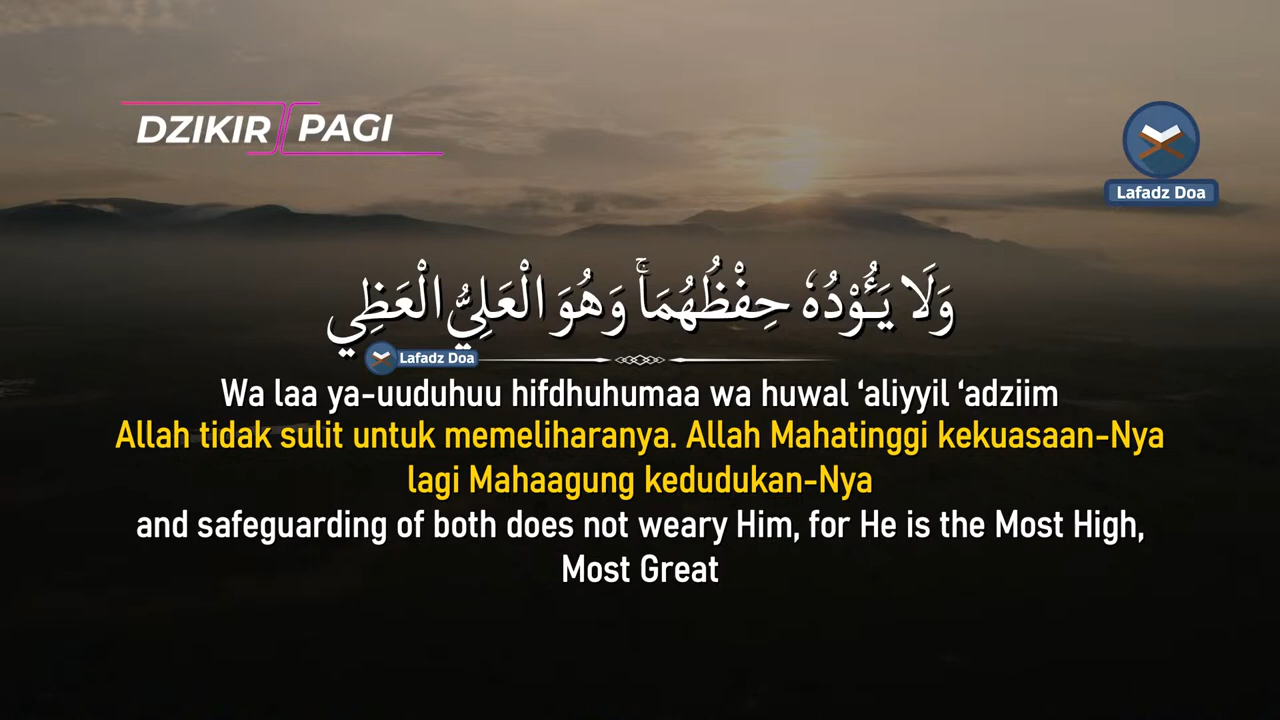 DZIKIR PAGI
Lafadz Doa
وَلَا يَـُٔوْدُهٗ حِفْظُهُمَاۚ وَهُوَ الْعَلِيُّ الْعَظِي
Lafadz Doa
Wa laa ya-uuduhuu hifdhuhumaa wa huwal ‘aliyyil ‘adziim
Allah tidak sulit untuk memeliharanya. Allah Mahatinggi kekuasaan-Nya
lagi Mahaagung kedudukan-Nya
and safeguarding of both does not weary Him, for He is the Most High,
Most Great